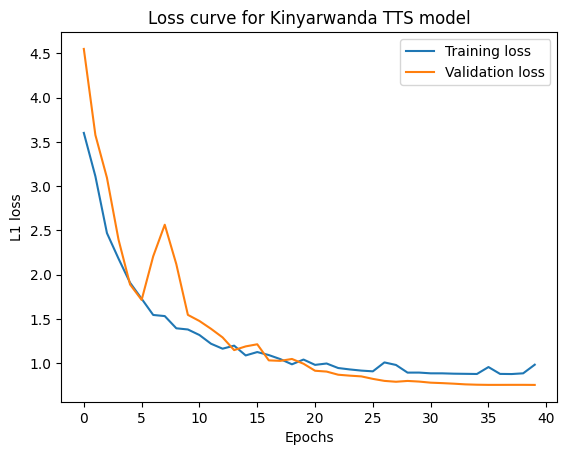 Loss curve for Kinyarwanda TTS model
Training loss
Validation loss
L1 loss
4.5
4.0
3.5
3.0
2.5
2.0
1.5
1.0
0 5 10 15 20 25 30 35 40
Epochs